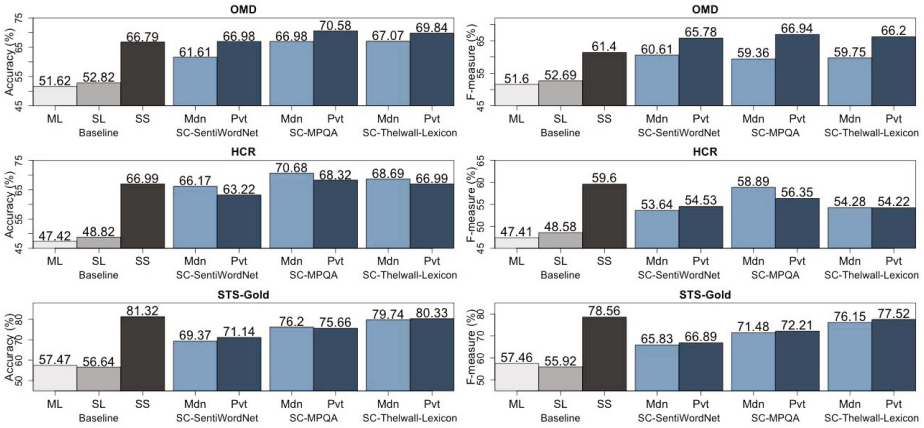 OMD
Accuracy (%)
75
65
55
45
51.62 52.82 66.79 61.61 66.98 66.98 70.58 67.07 69.84
ML SL SS Mdn Pvt Mdn Pvt Mdn Pvt
Baseline SC-SentiWordNet SC-MPQA SC-Thelwall-Lexicon
OMD
F-measure (%)
65
55
45
51.6 52.69 61.4 60.61 65.78 59.36 66.94 59.75 66.2
ML SL SS Mdn Pvt Mdn Pvt Mdn Pvt
Baseline SC-SentiWordNet SC-MPQA SC-Thelwall-Lexicon
HCR
Accuracy (%)
75
65
55
45
47.42 48.82 66.99 66.17 63.22 70.68 68.32 68.69 66.99
ML SL SS Mdn Pvt Mdn Pvt Mdn Pvt
Baseline SC-SentiWordNet SC-MPQA SC-Thelwall-Lexicon
HCR
F-measure (%)
65
60
55
50
45
47.41 48.58 59.6 53.64 54.53 58.89 56.35 54.28 54.22
ML SL SS Mdn Pvt Mdn Pvt Mdn Pvt
Baseline SC-SentiWordNet SC-MPQA SC-Thelwall-Lexicon
STS-Gold
Accuracy (%)
80
70
60
50
57.47 56.64 81.32 69.37 71.14 76.2 75.66 79.74 80.33
ML SL SS Mdn Pvt Mdn Pvt Mdn Pvt
Baseline SC-SentiWordNet SC-MPQA SC-Thelwall-Lexicon
STS-Gold
F-measure (%)
80
70
60
50
57.46 55.92 78.56 65.83 66.89 71.48 72.21 76.15 77.52
ML SL SS Mdn Pvt Mdn Pvt Mdn Pvt
Baseline SC-SentiWordNet SC-MPQA SC-Thelwall-Lexicon